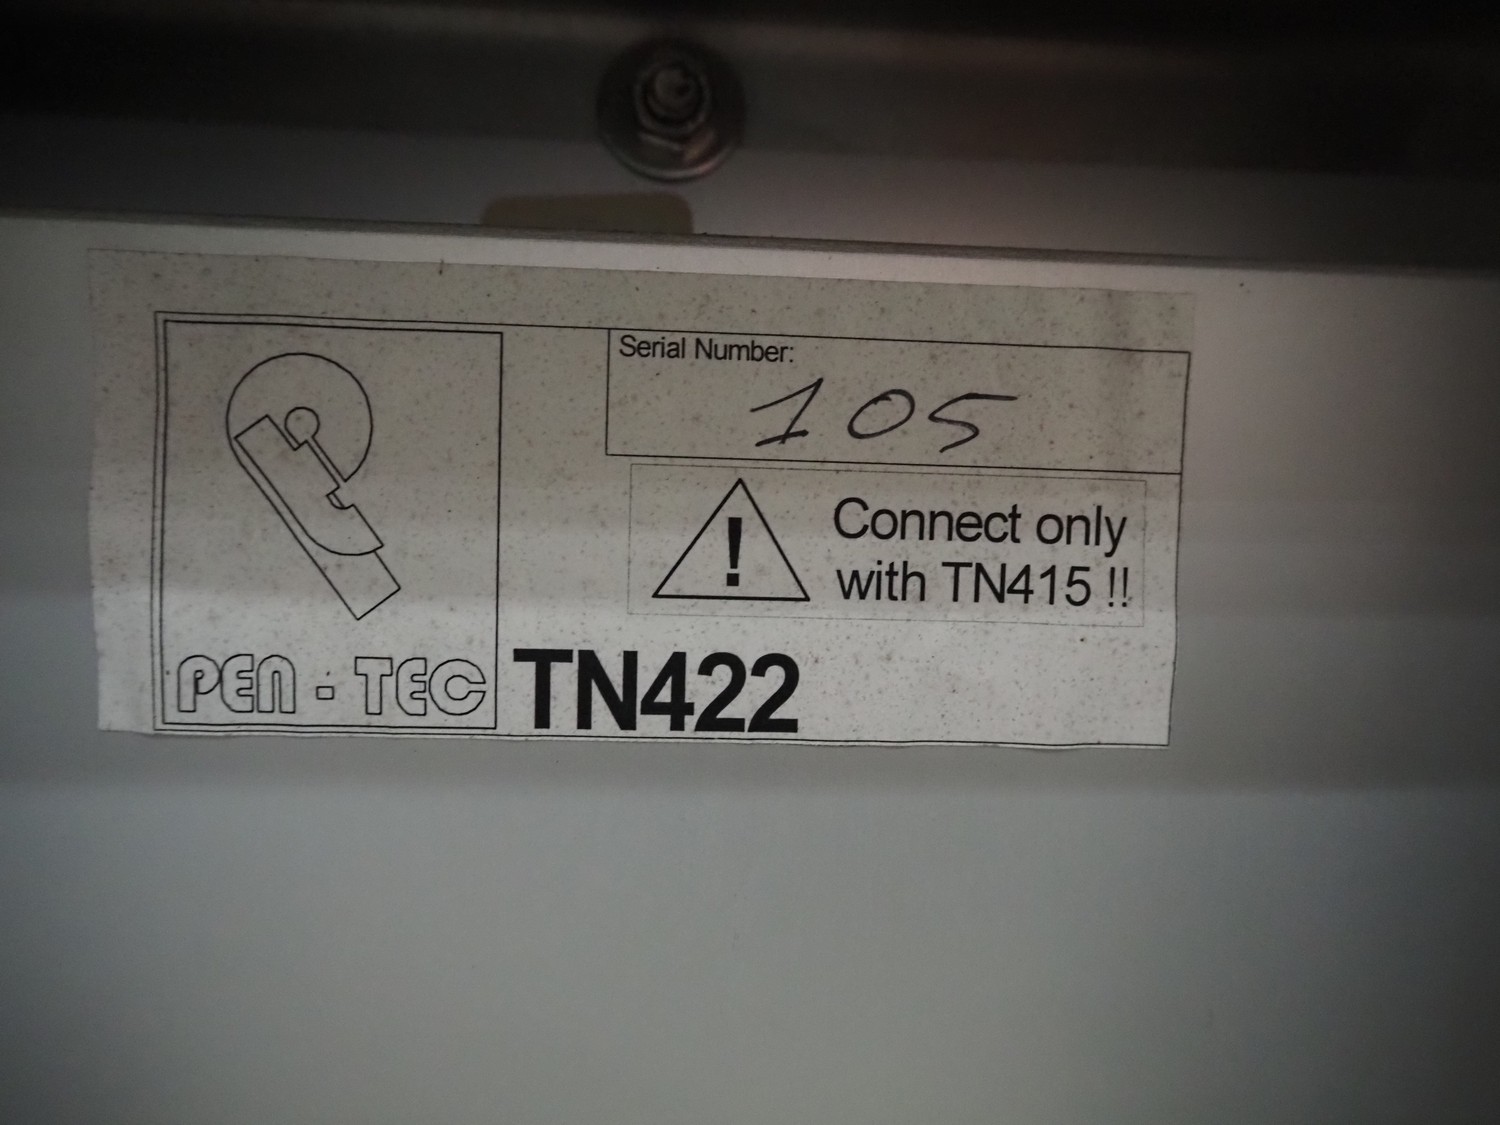 Serial Number:
105
! Connect only
with TN415 !!
PEN - TEC TN422